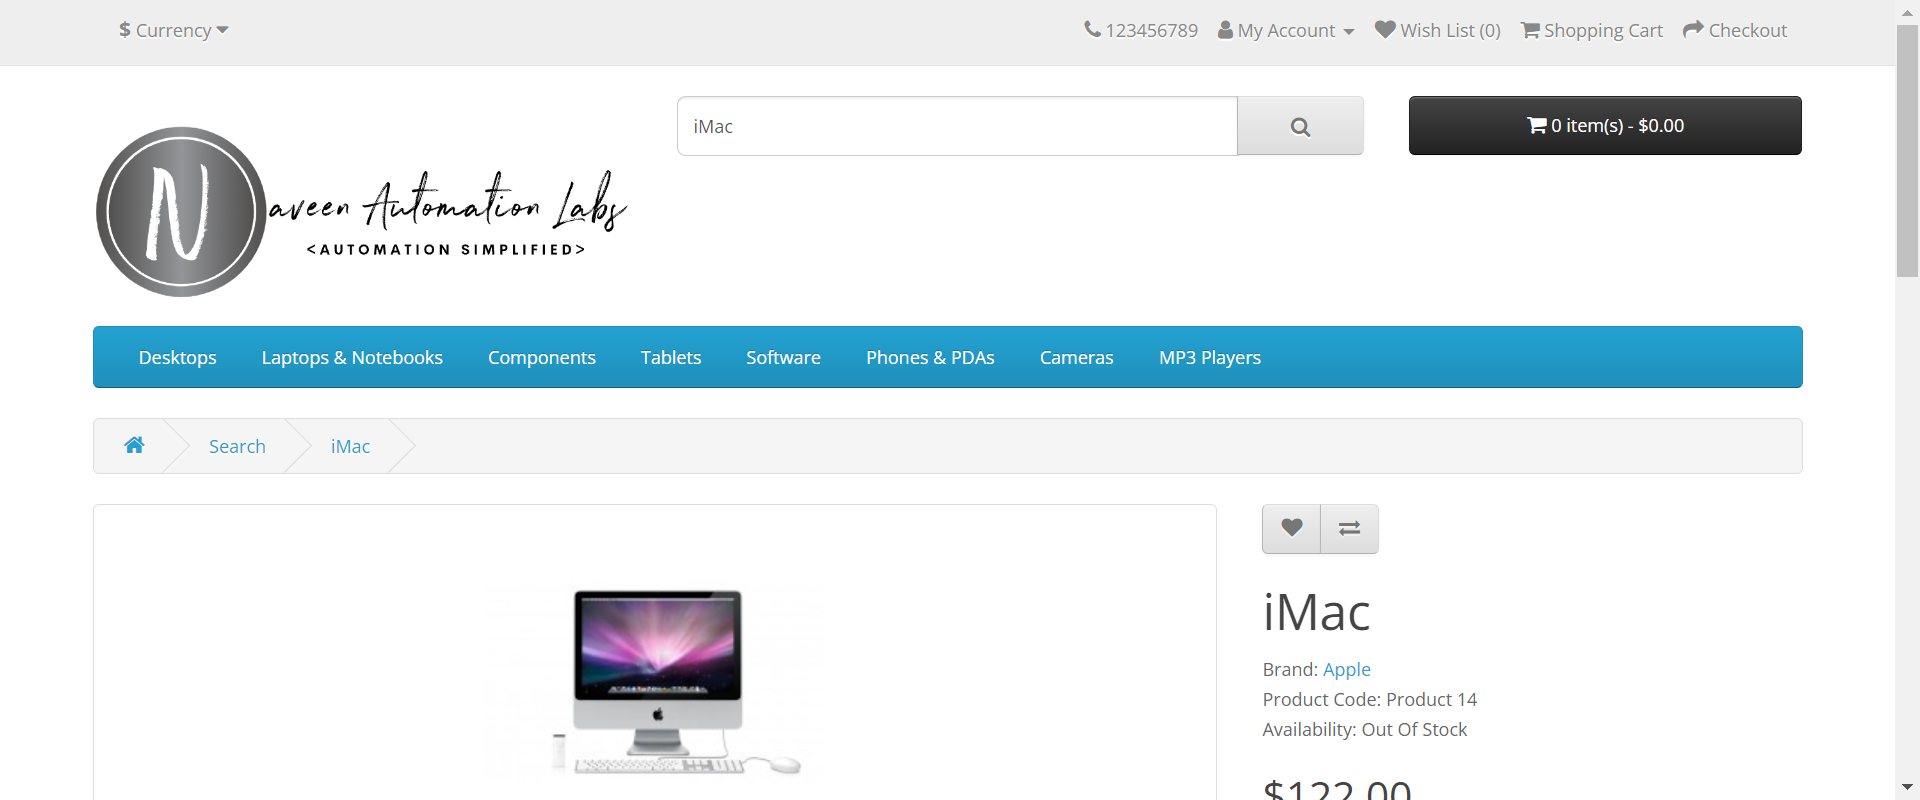 $ Currency
123456789 My Account Wish List (0) Shopping Cart Checkout
iMac
0 item(s) - $0.00
Naveen Automation Labs
<AUTOMATION SIMPLIFIED>
Desktops Laptops & Notebooks Components Tablets Software Phones & PDAs Cameras MP3 Players
Search iMac
iMac
Brand: Apple
Product Code: Product 14
Availability: Out Of Stock
$122.00